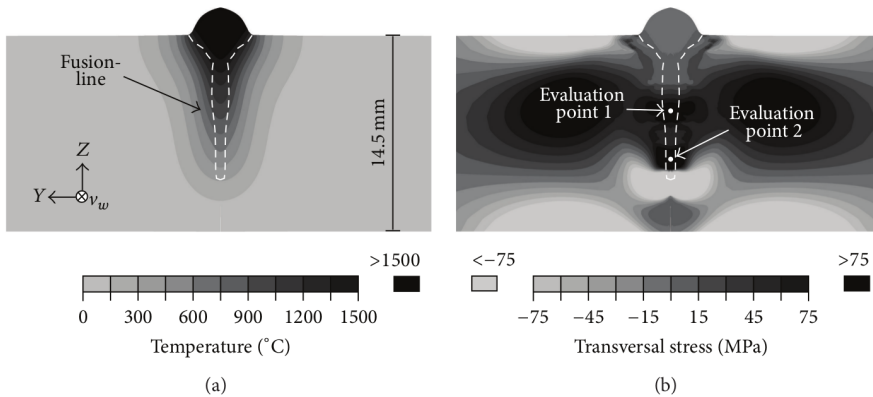 Fusion-
line
14.5 mm
Z
Y
v_w
>1500
0 300 600 900 1200 1500
Temperature (°C)
(a)
Evaluation
point 1
Evaluation
point 2
<−75
>75
−75 −45 −15 15 45 75
Transversal stress (MPa)
(b)